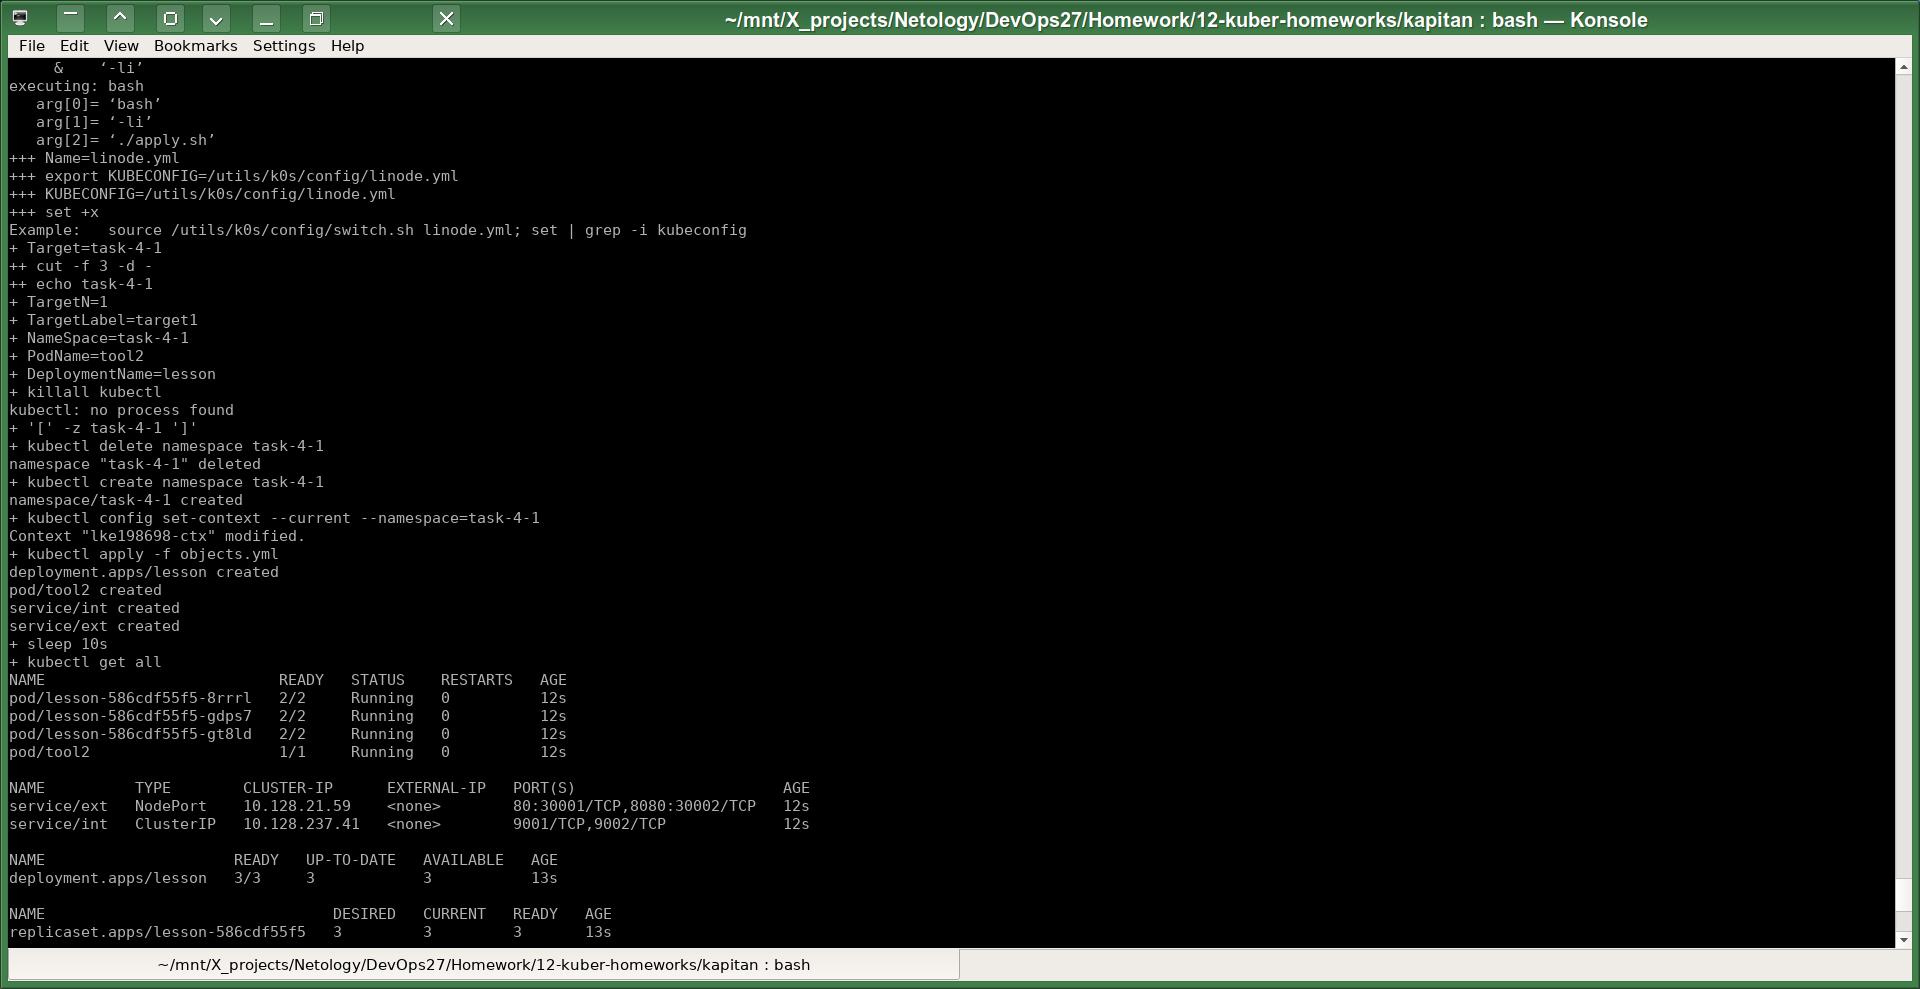 ~/mnt/X_projects/Netology/DevOps27/Homework/12-kuber-homeworks/kapitan : bash — Konsole
File Edit View Bookmarks Settings Help
     &    ‘-li’
executing: bash
   arg[0]= ‘bash’
   arg[1]= ‘-li’
   arg[2]= ‘./apply.sh’
+++ Name=linode.yml
+++ export KUBECONFIG=/utils/k0s/config/linode.yml
+++ KUBECONFIG=/utils/k0s/config/linode.yml
+++ set +x
Example:   source /utils/k0s/config/switch.sh linode.yml; set | grep -i kubeconfig
+ Target=task-4-1
++ cut -f 3 -d -
++ echo task-4-1
+ TargetN=1
+ TargetLabel=target1
+ NameSpace=task-4-1
+ PodName=tool2
+ DeploymentName=lesson
+ killall kubectl
kubectl: no process found
+ '[' -z task-4-1 ']'
+ kubectl delete namespace task-4-1
namespace "task-4-1" deleted
+ kubectl create namespace task-4-1
namespace/task-4-1 created
+ kubectl config set-context --current --namespace=task-4-1
Context "lke198698-ctx" modified.
+ kubectl apply -f objects.yml
deployment.apps/lesson created
pod/tool2 created
service/int created
service/ext created
+ sleep 10s
+ kubectl get all
NAME                          READY   STATUS    RESTARTS   AGE
pod/lesson-586cdf55f5-8rrrl   2/2     Running   0          12s
pod/lesson-586cdf55f5-gdps7   2/2     Running   0          12s
pod/lesson-586cdf55f5-gt8ld   2/2     Running   0          12s
pod/tool2                     1/1     Running   0          12s
NAME          TYPE        CLUSTER-IP      EXTERNAL-IP   PORT(S)                       AGE
service/ext   NodePort    10.128.21.59    <none>        80:30001/TCP,8080:30002/TCP   12s
service/int   ClusterIP   10.128.237.41   <none>        9001/TCP,9002/TCP             12s
NAME                     READY   UP-TO-DATE   AVAILABLE   AGE
deployment.apps/lesson   3/3     3            3           13s
NAME                                DESIRED   CURRENT   READY   AGE
replicaset.apps/lesson-586cdf55f5   3         3         3       13s
~/mnt/X_projects/Netology/DevOps27/Homework/12-kuber-homeworks/kapitan : bash